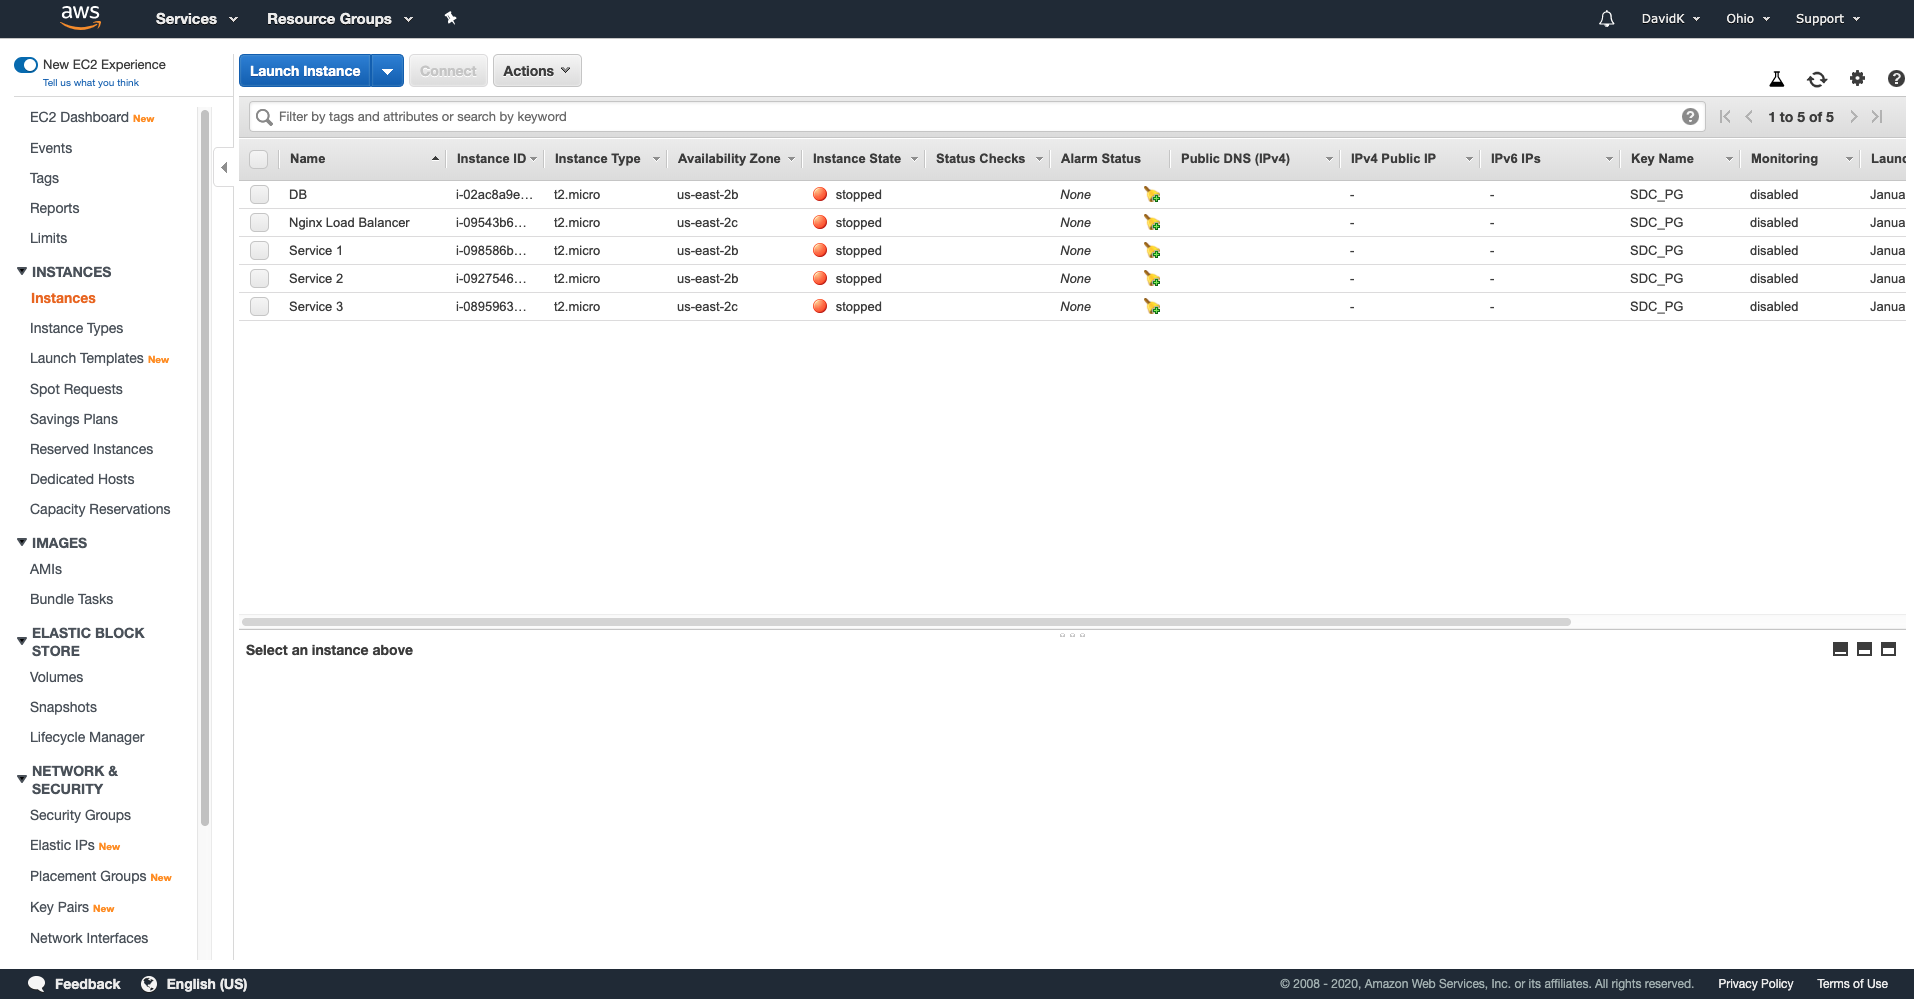 aws Services Resource Groups DavidK Ohio Support
New EC2 Experience
Tell us what you think
EC2 Dashboard New
Events
Tags
Reports
Limits
INSTANCES
Instances
Instance Types
Launch Templates New
Spot Requests
Savings Plans
Reserved Instances
Dedicated Hosts
Capacity Reservations
IMAGES
AMIs
Bundle Tasks
ELASTIC BLOCK
STORE
Volumes
Snapshots
Lifecycle Manager
NETWORK &
SECURITY
Security Groups
Elastic IPs New
Placement Groups New
Key Pairs New
Network Interfaces
Launch Instance Connect Actions
Filter by tags and attributes or search by keyword 1 to 5 of 5
Name Instance ID Instance Type Availability Zone Instance State Status Checks Alarm Status Public DNS (IPv4) IPv4 Public IP IPv6 IPs Key Name Monitoring Launc
DB i-02ac8a9e... t2.micro us-east-2b stopped None - - SDC_PG disabled Janua
Nginx Load Balancer i-09543b6... t2.micro us-east-2c stopped None - - SDC_PG disabled Janua
Service 1 i-098586b... t2.micro us-east-2b stopped None - - SDC_PG disabled Janua
Service 2 i-0927546... t2.micro us-east-2b stopped None - - SDC_PG disabled Janua
Service 3 i-0895963... t2.micro us-east-2c stopped None - - SDC_PG disabled Janua
Select an instance above
Feedback English (US) © 2008 - 2020, Amazon Web Services, Inc. or its affiliates. All rights reserved. Privacy Policy Terms of Use